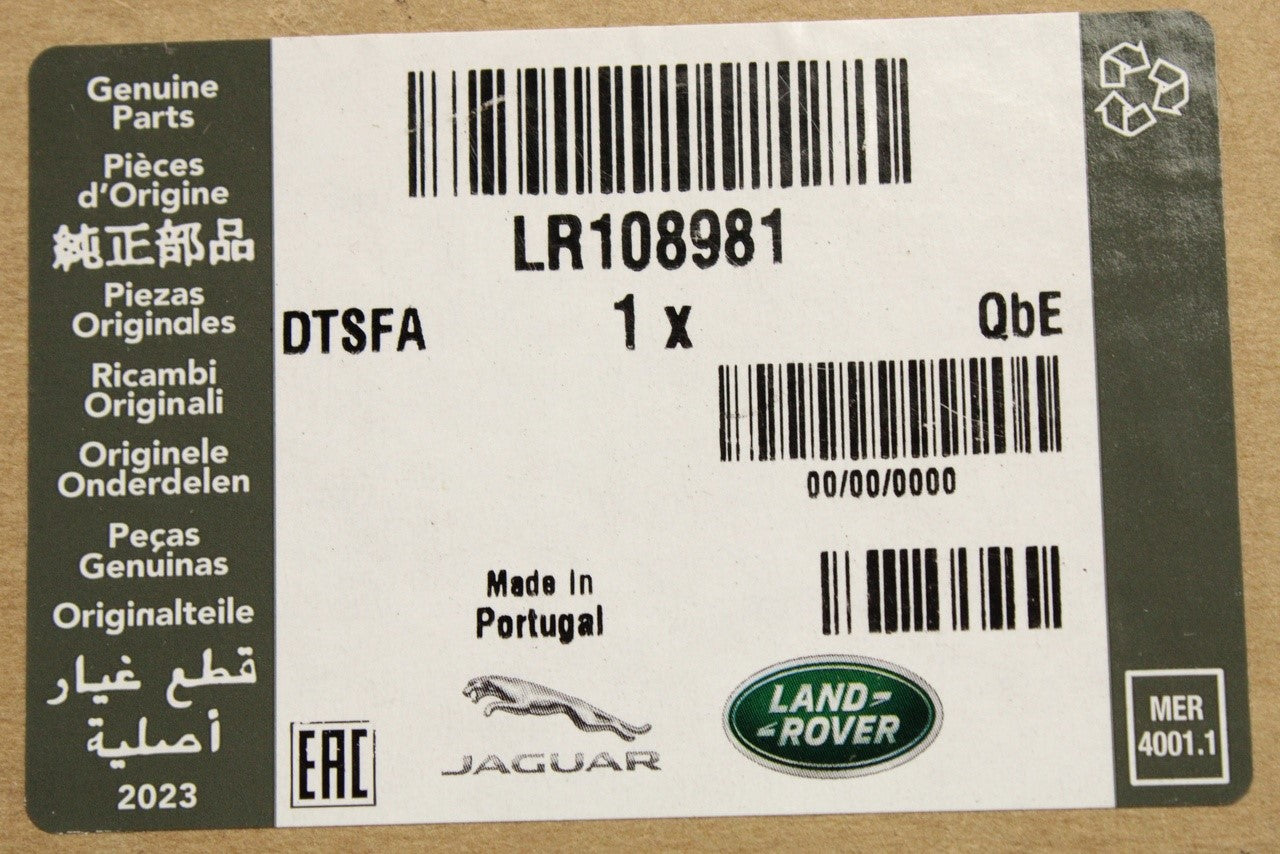 Genuine
Parts
Pièces
d'Origine
純正部品
Piezas
Originales
Ricambi
Originali
Originele
Onderdelen
Peças
Genuinas
Originalteile
قطع غيار
أصلية
2023
LR108981
DTSFA 1 x QbE
00/00/0000
Made in
Portugal
EAC
JAGUAR
LAND-
-ROVER
MER
4001.1